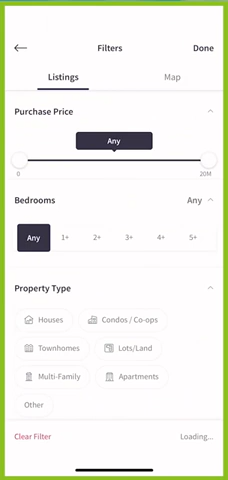 Filters
Done
Listings
Map
Purchase Price
Any
0
20M
Bedrooms
Any
Any
1+
2+
3+
4+
5+
Property Type
Houses
Condos / Co-ops
Townhomes
Lots/Land
Multi-Family
Apartments
Other
Clear Filter
Loading...